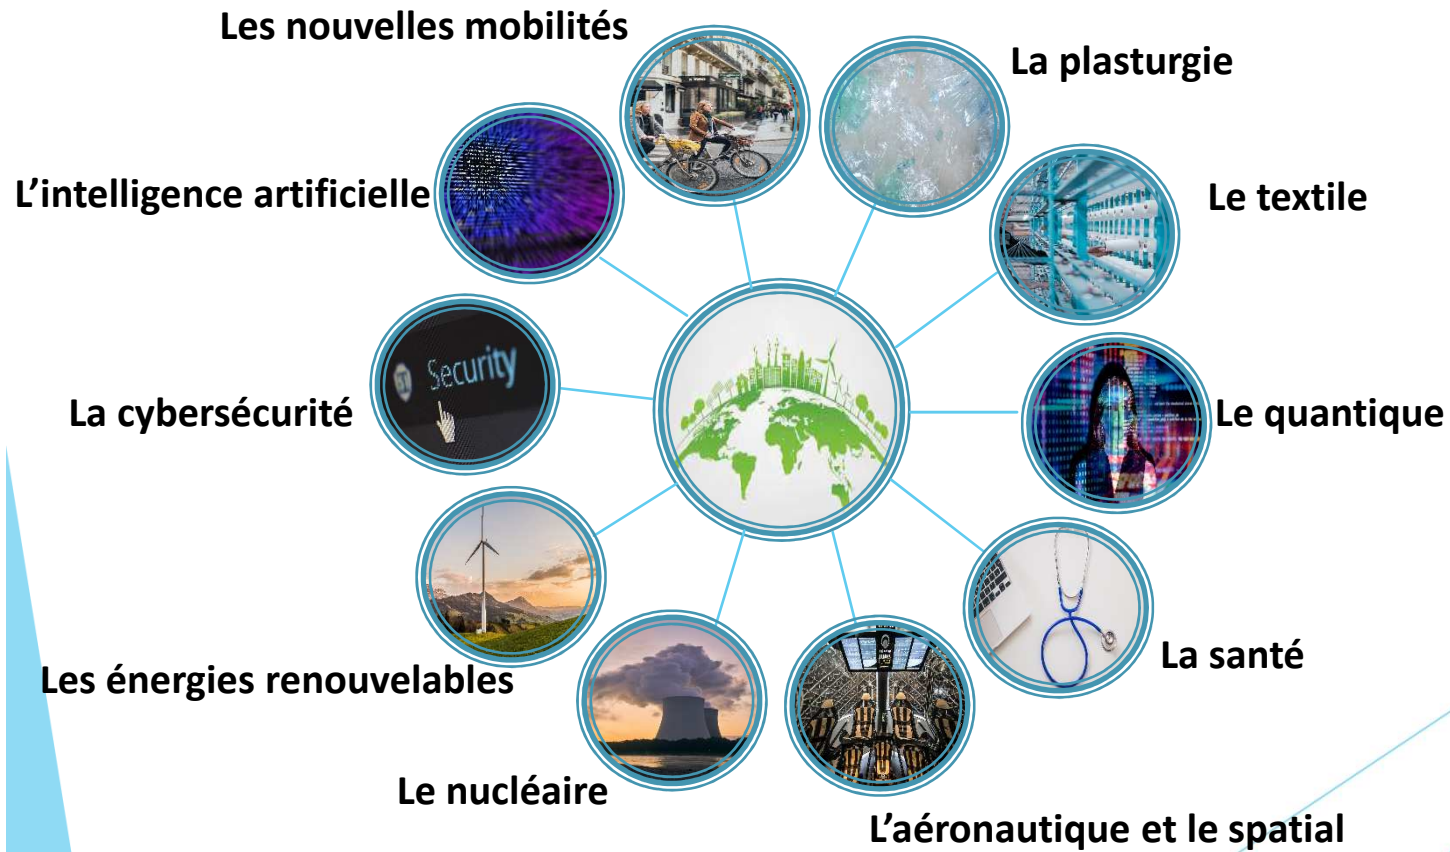 Les nouvelles mobilités
La plasturgie
L’intelligence artificielle
Le textile
Security
La cybersécurité
Le quantique
Les énergies renouvelables
La santé
Le nucléaire
L’aéronautique et le spatial